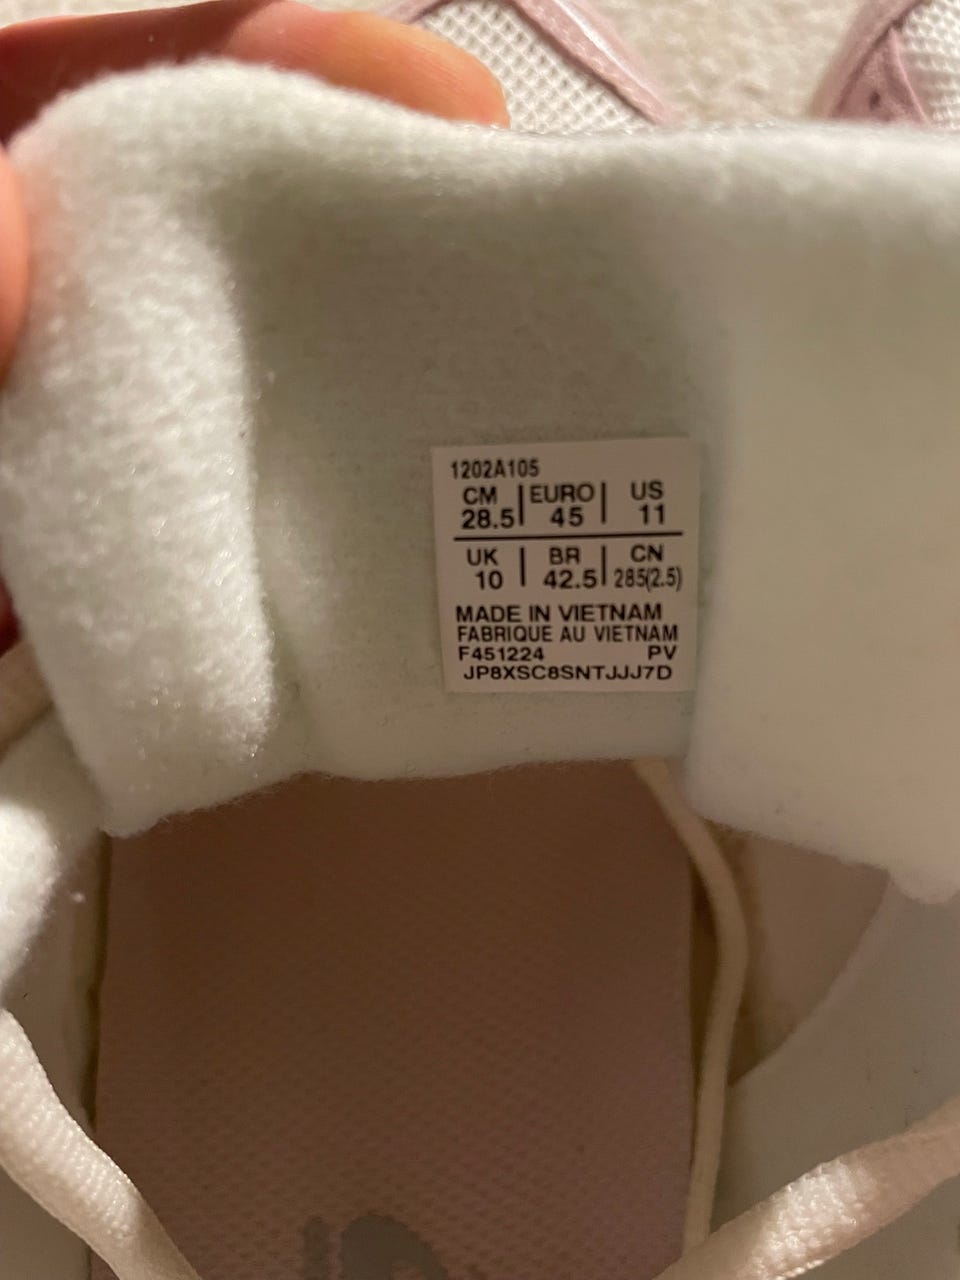 1202A105
CM | EURO | US
28.5 | 45 | 11
UK | BR | CN
10 | 42.5 | 285(2.5)
MADE IN VIETNAM
FABRIQUE AU VIETNAM
F451224 PV
JP8XSC8SNTJJJ7D